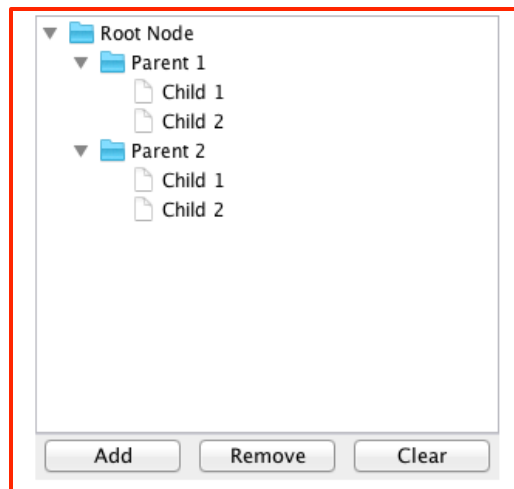 Root Node
Parent 1
Child 1
Child 2
Parent 2
Child 1
Child 2
Add Remove Clear